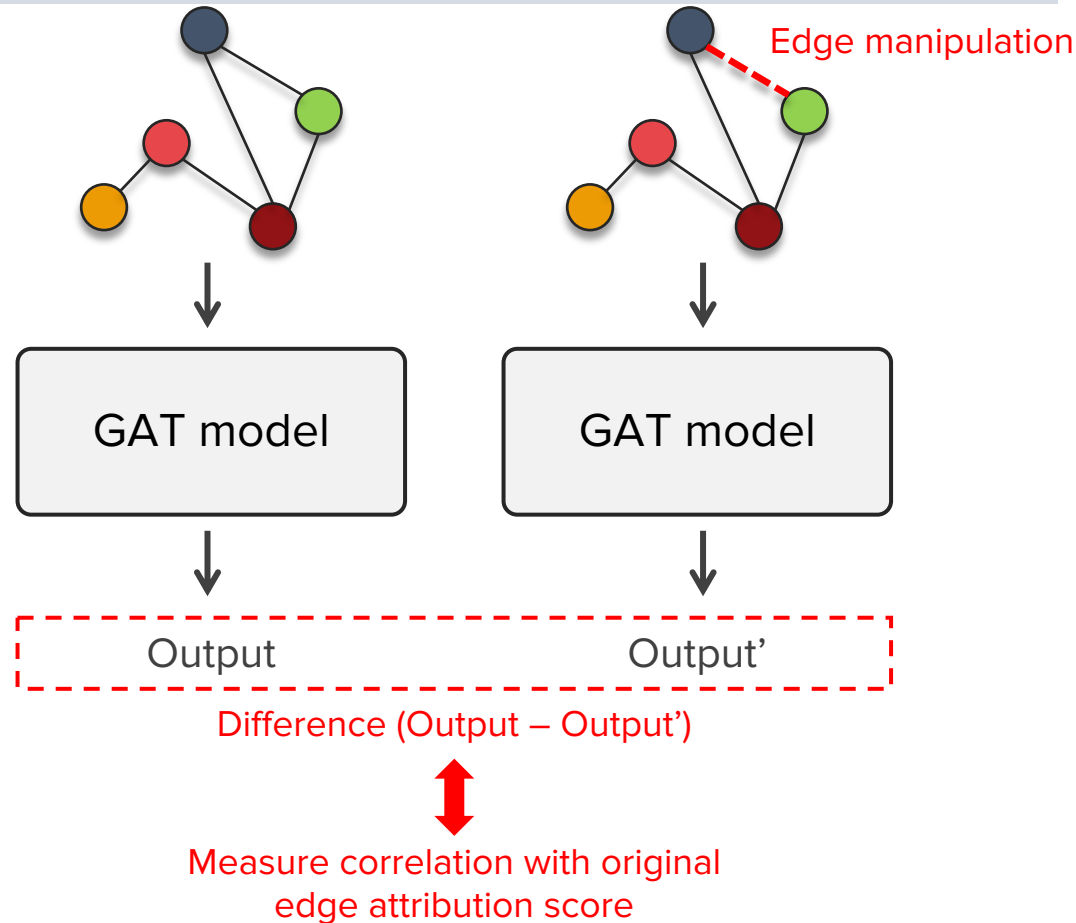 Edge manipulation
GAT model
GAT model
Output
Output’
Difference (Output – Output’)
Measure correlation with original
edge attribution score